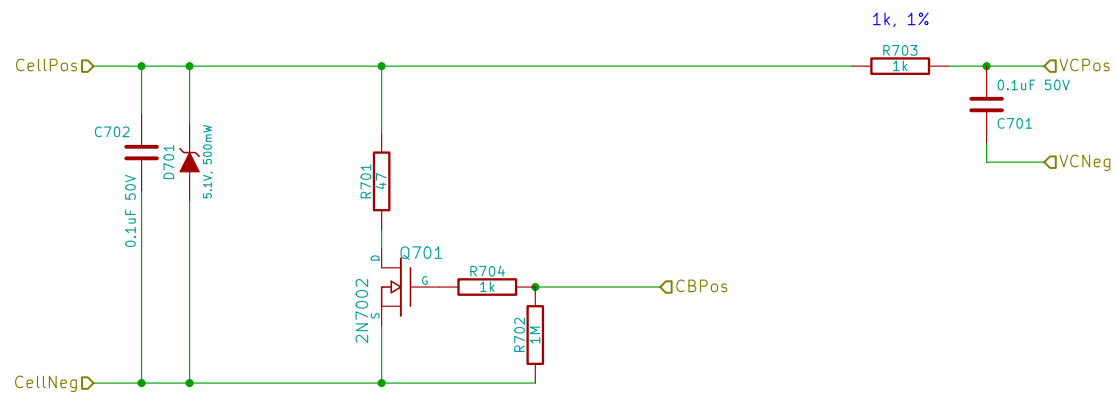 1k, 1%
CellPos
R703
1k
VCPos
0.1uF 50V
C701
C702
D701
5.1V, 500mW
0.1uF 50V
R701
47
VCNeg
Q701
D
G
S
2N7002
R704
1k
CBPos
R702
1M
CellNeg